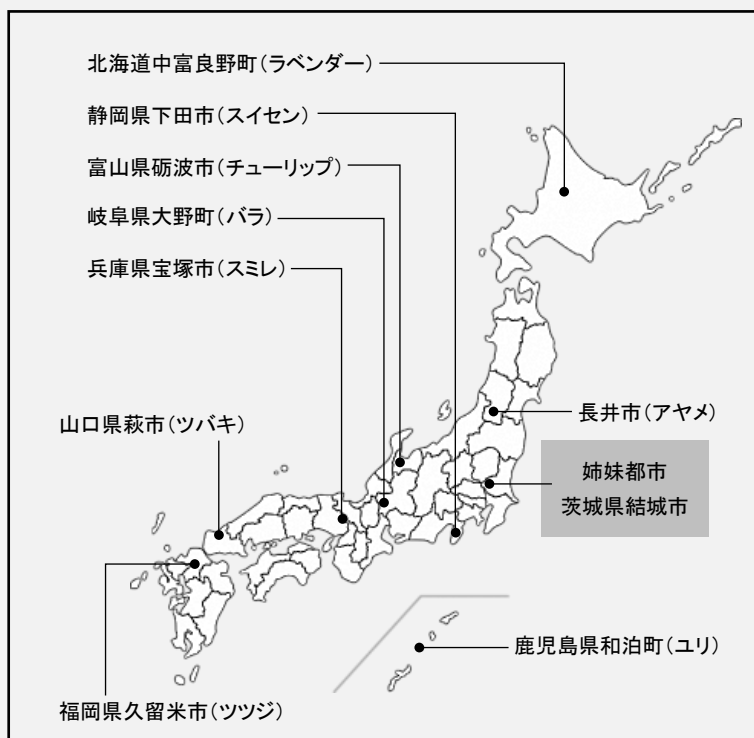 北海道中富良野町（ラベンダー）
静岡県下田市（スイセン）
富山県砺波市（チューリップ）
岐阜県大野町（バラ）
兵庫県宝塚市（スミレ）
山口県萩市（ツバキ）
長井市（アヤメ）
姉妹都市
茨城県結城市
鹿児島県和泊町（ユリ）
福岡県久留米市（ツツジ）